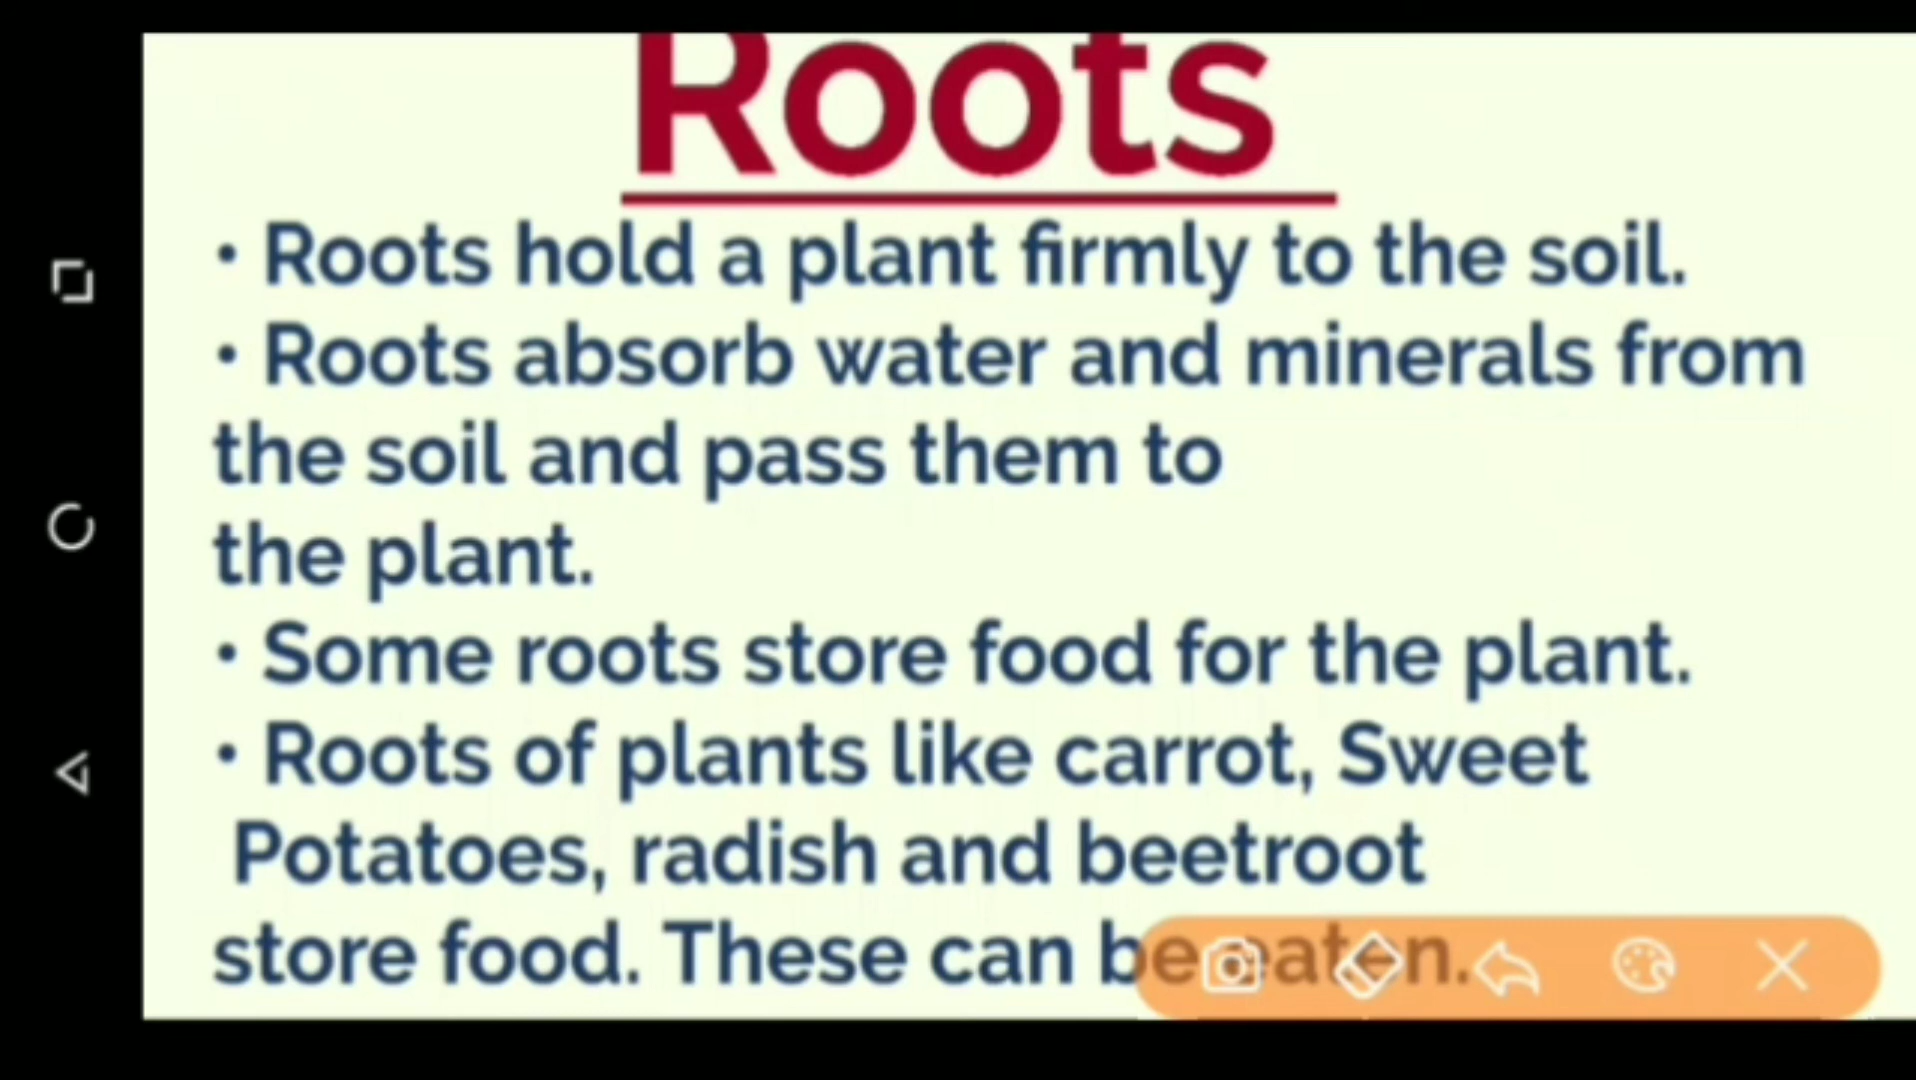 Roots
• Roots hold a plant firmly to the soil.
• Roots absorb water and minerals from
the soil and pass them to
the plant.
• Some roots store food for the plant.
• Roots of plants like carrot, Sweet
Potatoes, radish and beetroot
store food. These can be eaten.